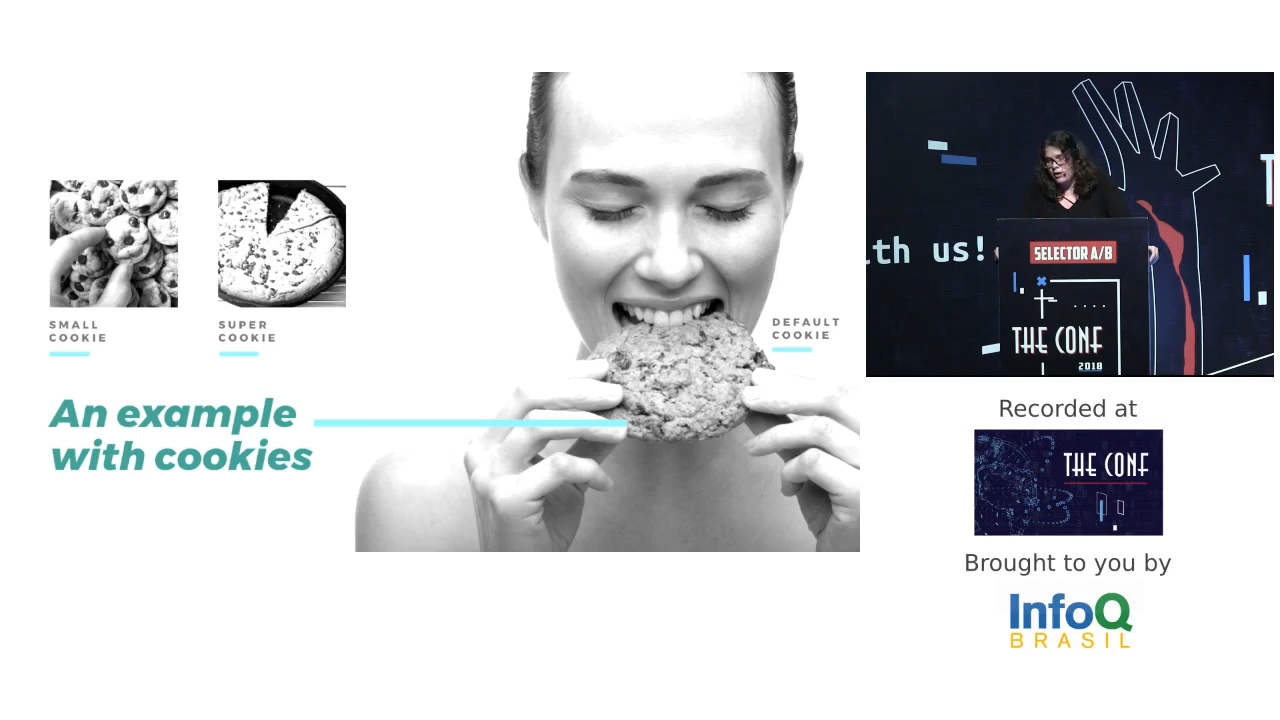 SMALL
COOKIE
SUPER
COOKIE
DEFAULT
COOKIE
An example
with cookies
th us!
SELECTOR A/B
THE CONF
2018
Recorded at
THE CONF
Brought to you by
InfoQ
BRASIL